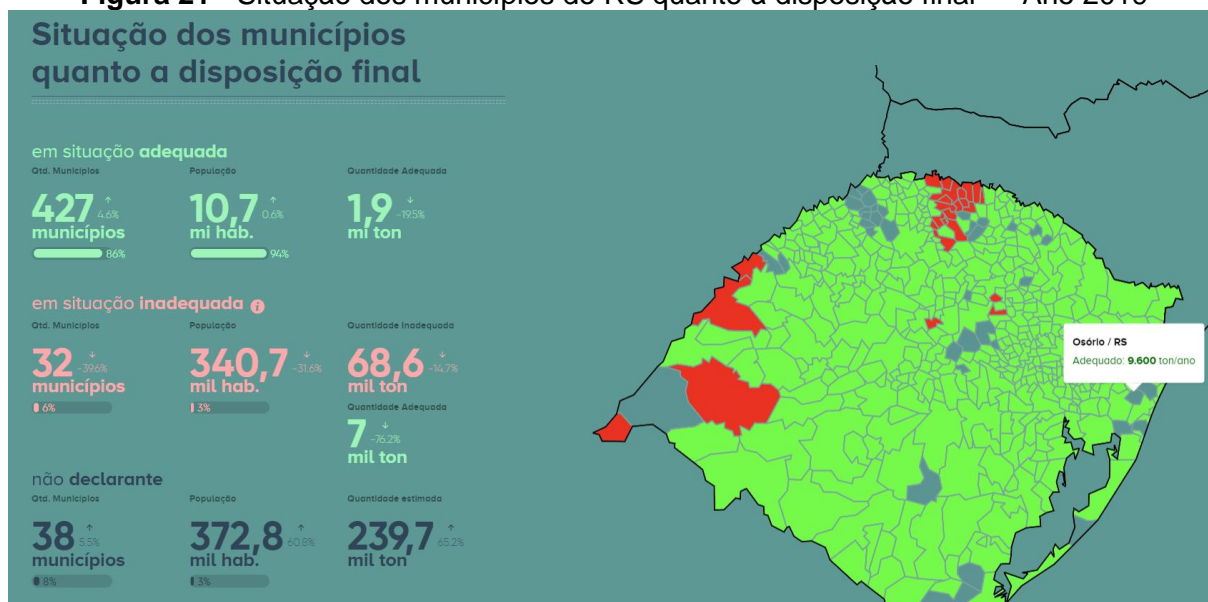 Situação dos municípios
quanto a disposição final
em situação adequada
Qtd. Municípios
População
Quantidade Adequada
427 ↑ 4.6%
municípios
86%
10,7 ↑ 0.6%
mi hab.
94%
1,9 ↓ -19.5%
mi ton
em situação inadequada i
Qtd. Municípios
População
Quantidade Inadequada
32 ↓ -39.6%
municípios
6%
340,7 ↓ -31.6%
mil hab.
3%
68,6 ↓ -14.7%
mil ton
Quantidade Adequada
7 ↓ -76.2%
mil ton
não declarante
Qtd. Municípios
População
Quantidade estimada
38 ↑ 5.5%
municípios
8%
372,8 ↑ 60.8%
mil hab.
3%
239,7 ↑ 65.2%
mil ton
Osório / RS
Adequado: 9.600 ton/ano